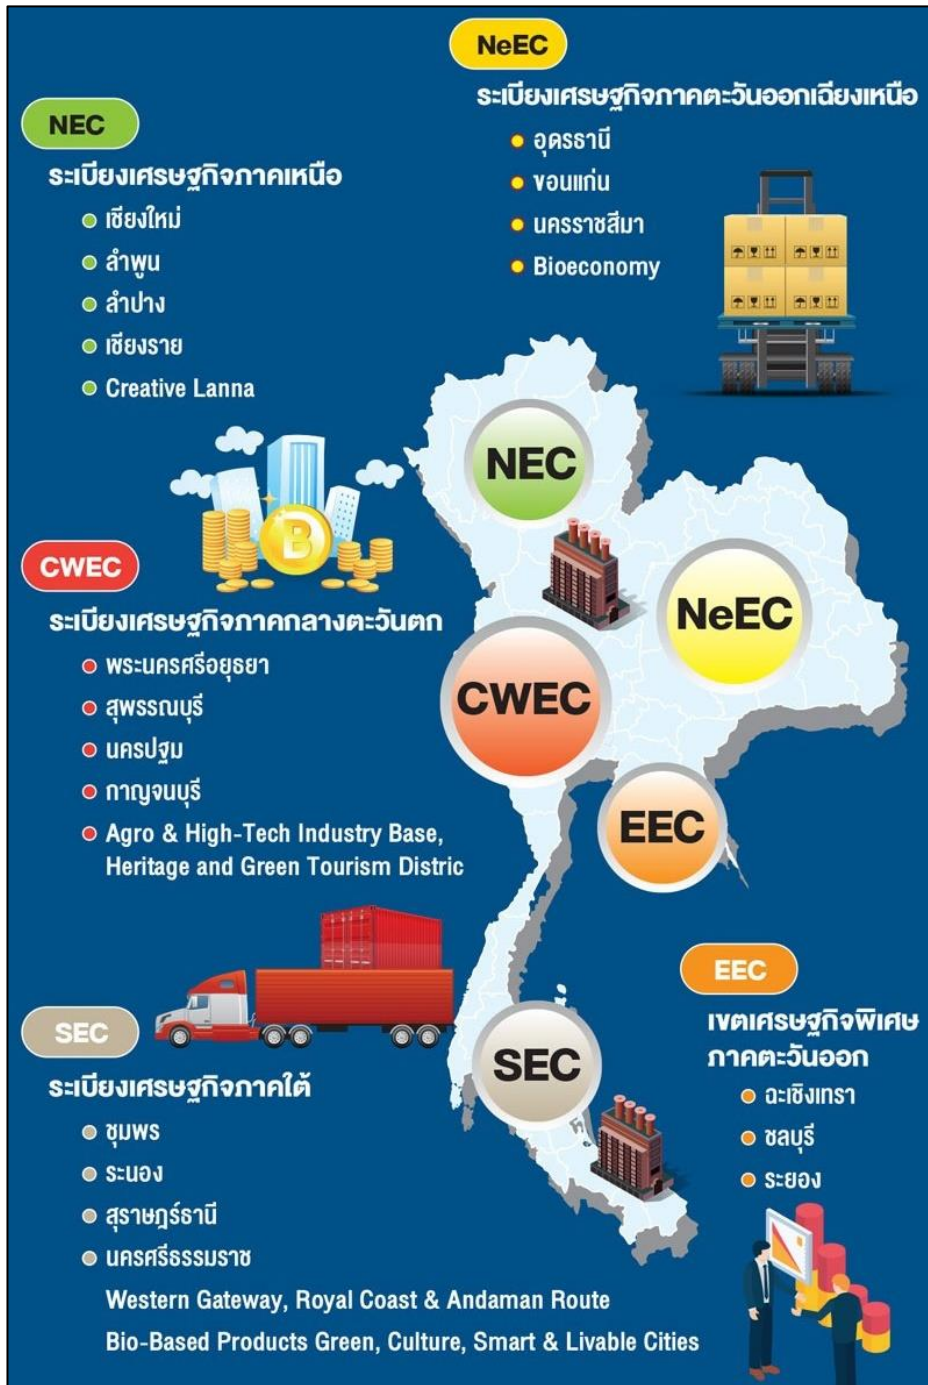 NeEC
ระเบียงเศรษฐกิจภาคตะวันออกเฉียงเหนือ
อุดรธานี
ขอนแก่น
นครราชสีมา
Bioeconomy
NEC
ระเบียงเศรษฐกิจภาคเหนือ
เชียงใหม่
ลำพูน
ลำปาง
เชียงราย
Creative Lanna
NEC
NeEC
CWEC
EEC
SEC
B
CWEC
ระเบียงเศรษฐกิจภาคกลางตะวันตก
พระนครศรีอยุธยา
สุพรรณบุรี
นครปฐม
กาญจนบุรี
Agro & High-Tech Industry Base,
Heritage and Green Tourism Distric
EEC
เขตเศรษฐกิจพิเศษ
ภาคตะวันออก
ฉะเชิงเทรา
ชลบุรี
ระยอง
SEC
ระเบียงเศรษฐกิจภาคใต้
ชุมพร
ระนอง
สุราษฎร์ธานี
นครศรีธรรมราช
Western Gateway, Royal Coast & Andaman Route
Bio-Based Products Green, Culture, Smart & Livable Cities